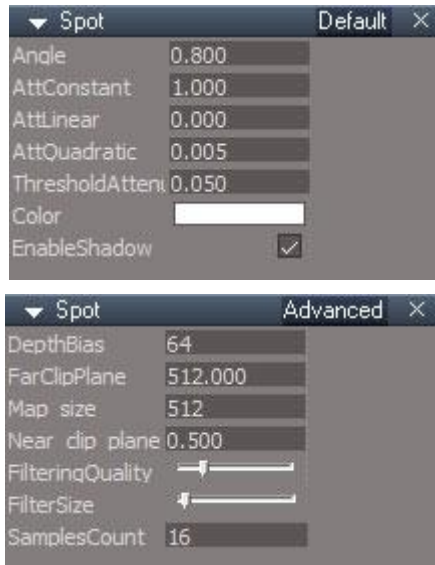 Spot Default ×
Angle 0.800
AttConstant 1.000
AttLinear 0.000
AttQuadratic 0.005
ThresholdAttenu 0.050
Color
EnableShadow
Spot Advanced ×
DepthBias 64
FarClipPlane 512.000
Map size 512
Near clip plane 0.500
FilteringQuality
FilterSize
SamplesCount 16